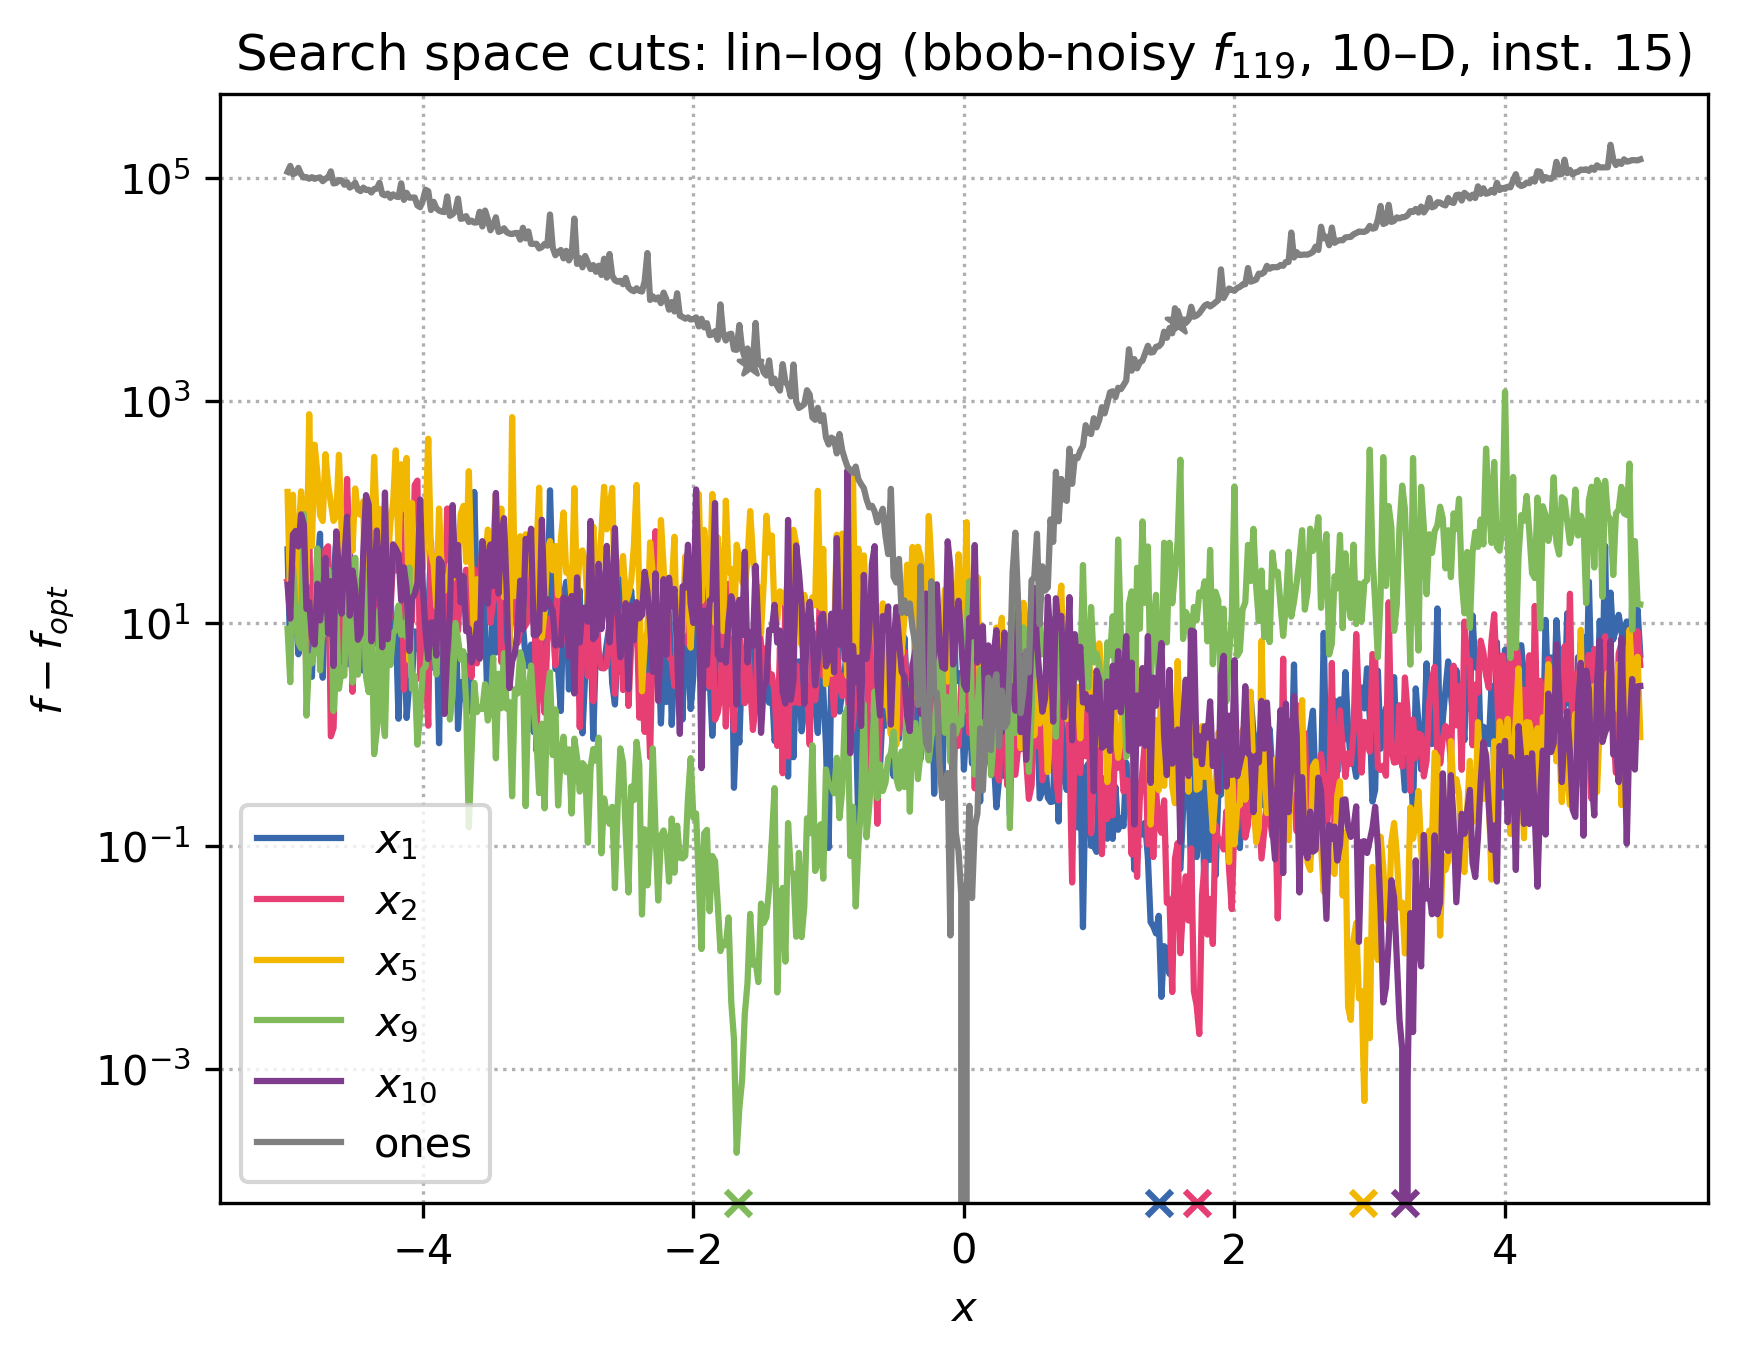 Search space cuts: lin–log (bbob-noisy f119, 10–D, inst. 15)
10^5
10^3
10^1
10^−1
10^−3
f − fopt
x1
x2
x5
x9
x10
ones
−4 −2 0 2 4
x